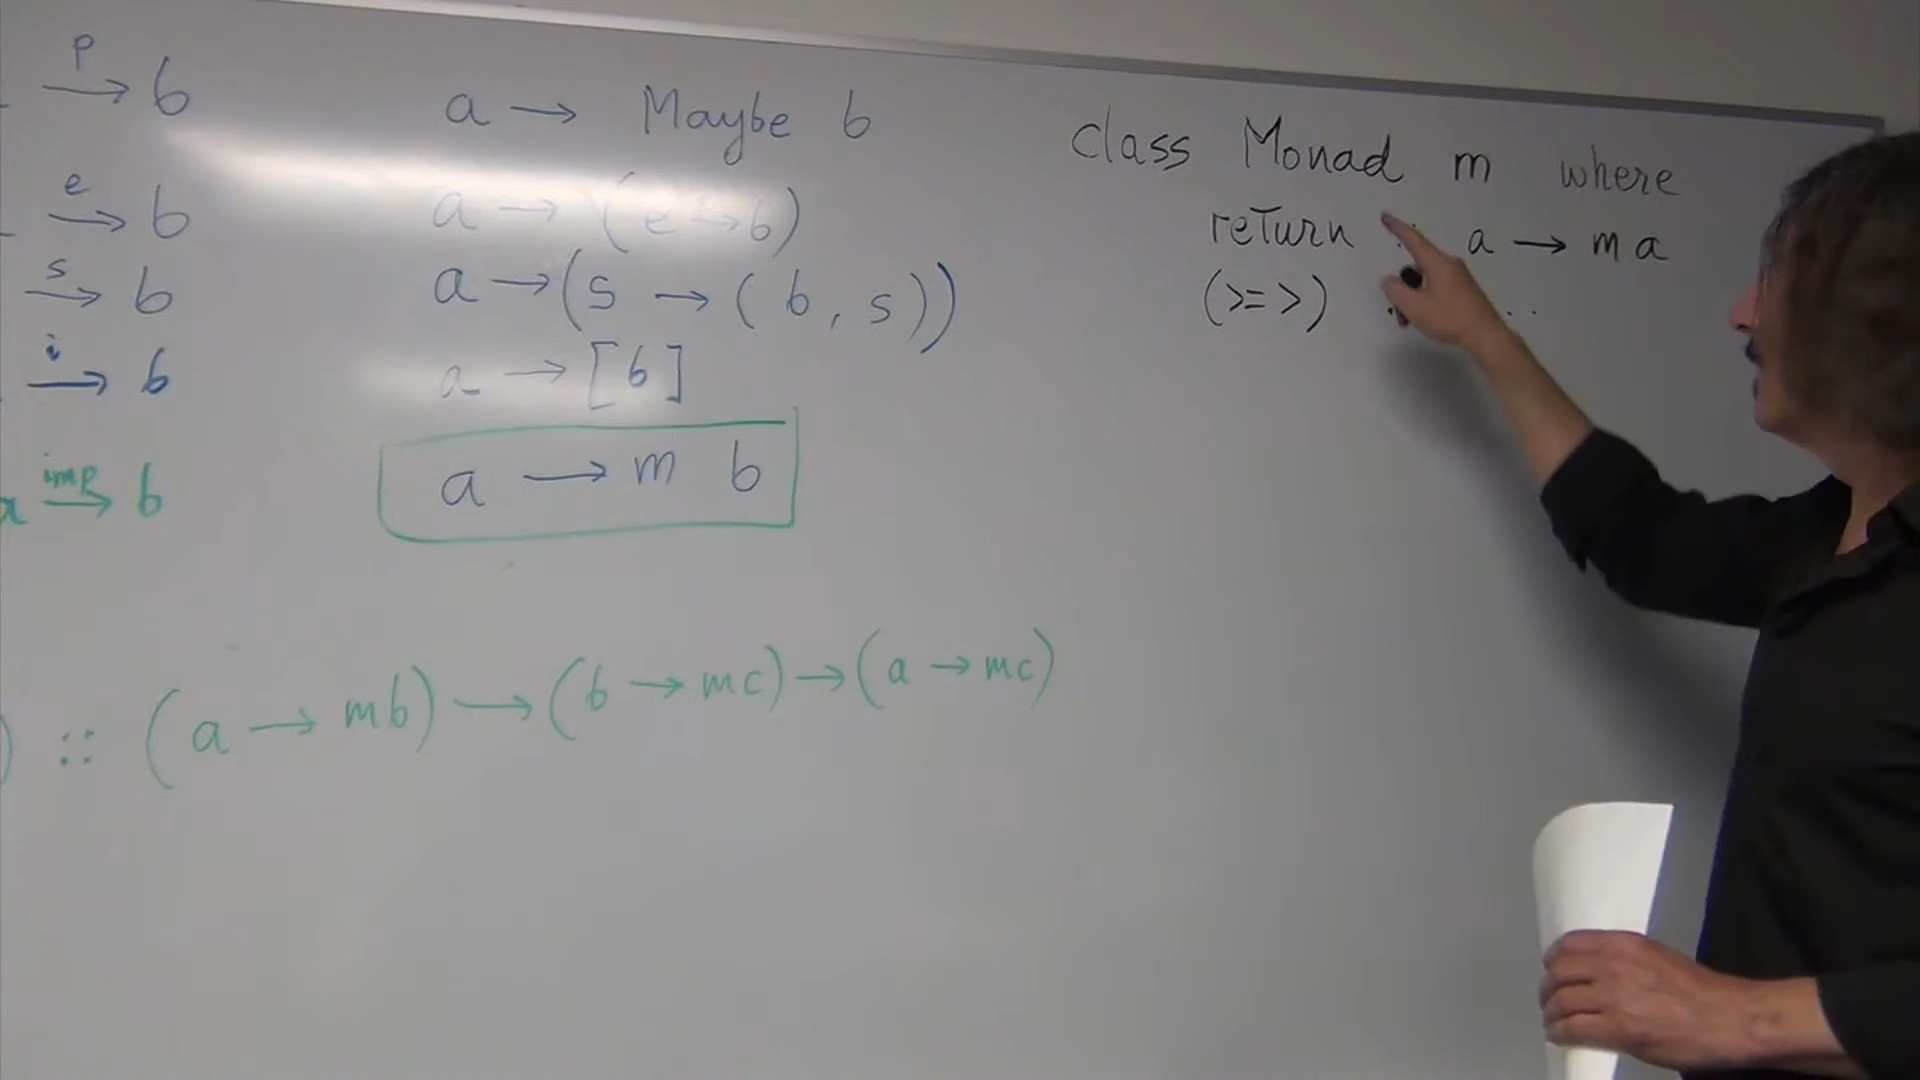 p
→ b
a → Maybe b
e
→ b
a → (e → b)
s
→ b
a → (s → (b, s))
i
→ b
a → [b]
imp
a → b
a → m b
) :: (a → mb) → (b → mc) → (a → mc)
class Monad m where
return :: a → m a
(>=>)